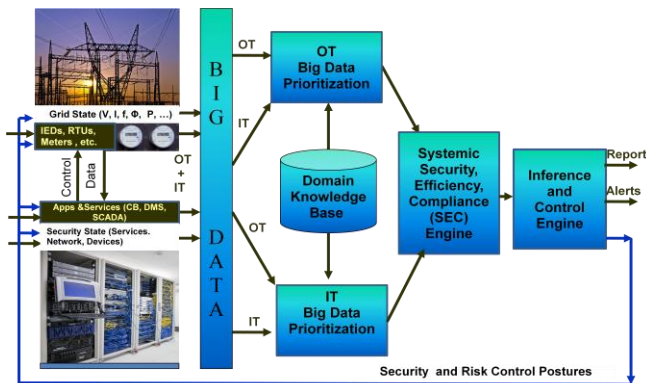 Grid State (V, I, f, Φ, P, ...)
IEDs, RTUs,
Meters , etc.
Control
Data
OT
+
IT
Apps &Services (CB, DMS,
SCADA)
Security State (Services.
Network, Devices)
BIG
DATA
OT
IT
OT
IT
OT
Big Data
Prioritization
Domain
Knowledge
Base
IT
Big Data
Prioritization
Systemic
Security,
Efficiency,
Compliance
(SEC)
Engine
Inference
and
Control
Engine
Report
Alerts
Security and Risk Control Postures